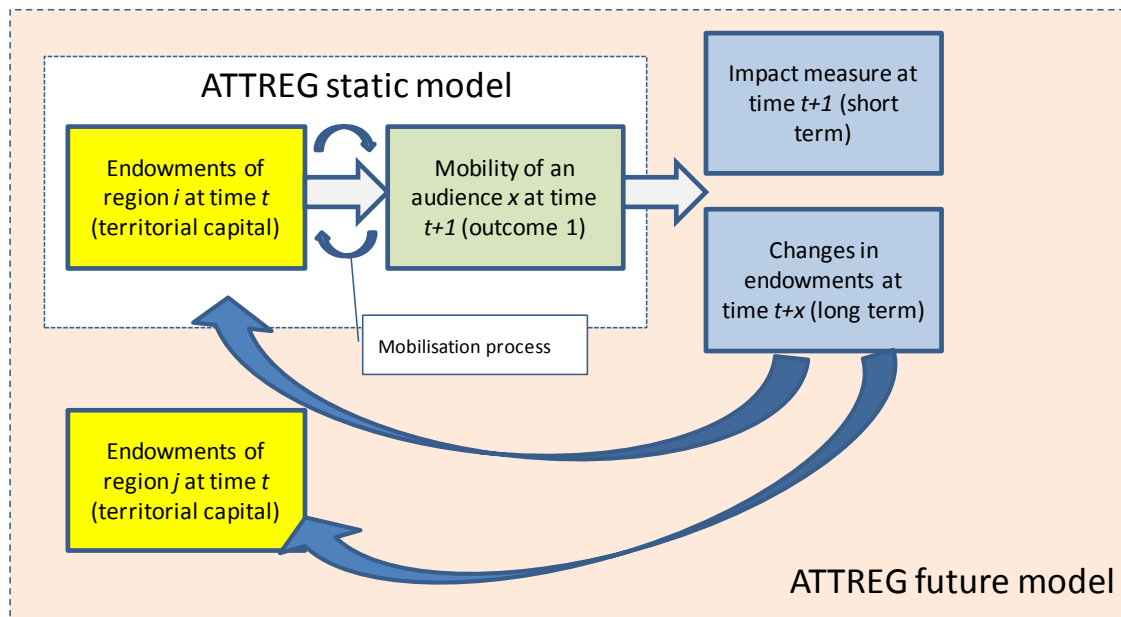 ATTREG static model
Endowments of
region i at time t
(territorial capital)
Mobility of an
audience x at time
t+1 (outcome 1)
Impact measure at
time t+1 (short
term)
Changes in
endowments at
time t+x (long term)
Mobilisation process
Endowments of
region j at time t
(territorial capital)
ATTREG future model